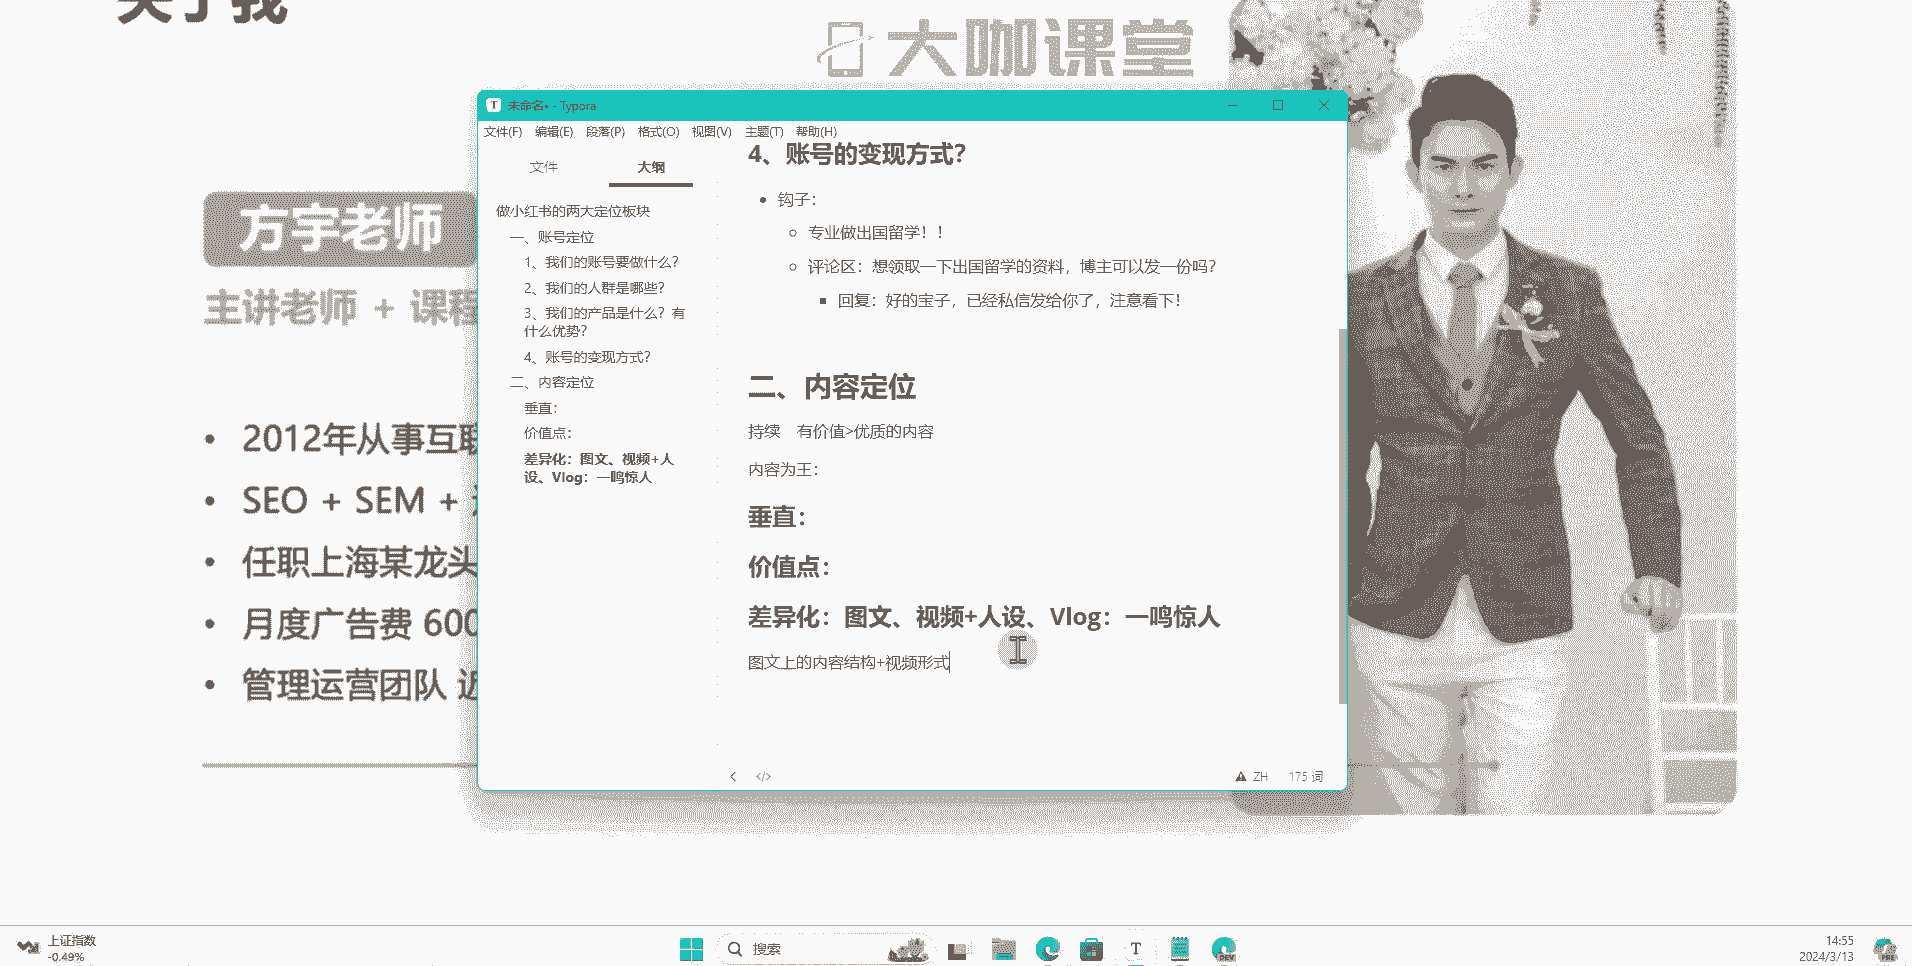 关于我
大咖课堂
方宇老师
主讲老师 + 课程
2012年从事互联
SEO + SEM +
任职上海某龙头
月度广告费 600
管理运营团队 近
未命名• - Typora
文件(F) 编辑(E) 段落(P) 格式(O) 视图(V) 主题(T) 帮助(H)
文件 大纲
做小红书的两大定位板块
一、账号定位
1、我们的账号要做什么？
2、我们的人群是哪些？
3、我们的产品是什么？有
什么优势？
4、账号的变现方式？
二、内容定位
垂直：
价值点：
差异化：图文、视频+人
设、Vlog：一鸣惊人
4、账号的变现方式？
钩子：
专业做出国留学！！
评论区：想领取一下出国留学的资料，博主可以发一份吗？
回复：好的宝子，已经私信发给你了，注意看下！
二、内容定位
持续 有价值>优质的内容
内容为王：
垂直：
价值点：
差异化：图文、视频+人设、Vlog：一鸣惊人
图文上的内容结构+视频形式
ZH 175 词
上证指数
-0.49%
搜索
T
DEV
14:55
2024/3/13
PRE